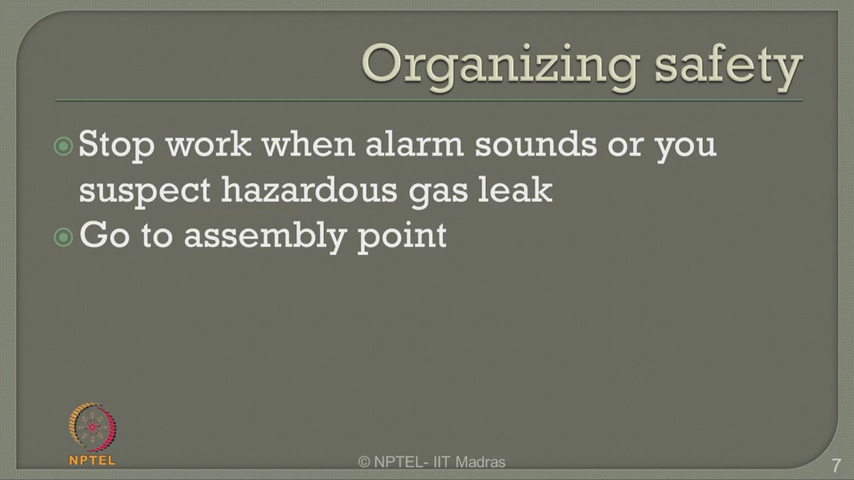 Organizing safety
Stop work when alarm sounds or you
suspect hazardous gas leak
Go to assembly point
NPTEL
© NPTEL- IIT Madras
7